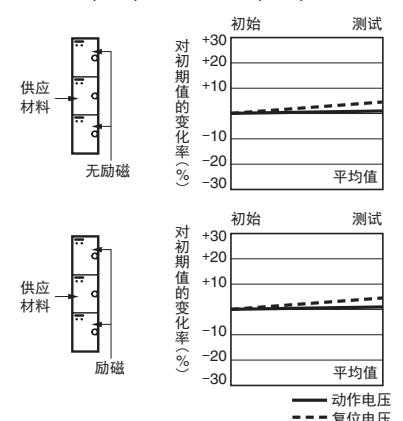 初始 测试
对初期值的变化率(%)
+30
+20
+10
-10
-20
-30
供应
材料
无励磁
平均值
初始 测试
对初期值的变化率(%)
+30
+20
+10
-10
-20
-30
供应
材料
励磁
平均值
动作电压
复位电压